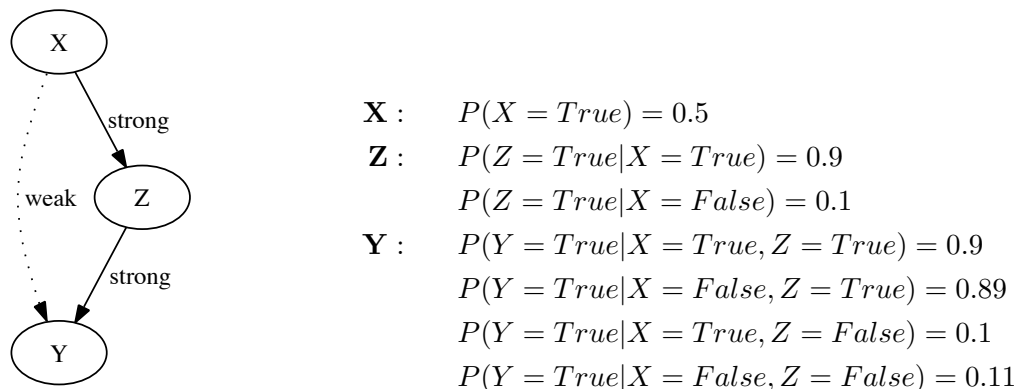 X
strong
weak
Z
strong
Y
X : P(X = True) = 0.5
Z : P(Z = True|X = True) = 0.9
P(Z = True|X = False) = 0.1
Y : P(Y = True|X = True, Z = True) = 0.9
P(Y = True|X = False, Z = True) = 0.89
P(Y = True|X = True, Z = False) = 0.1
P(Y = True|X = False, Z = False) = 0.11